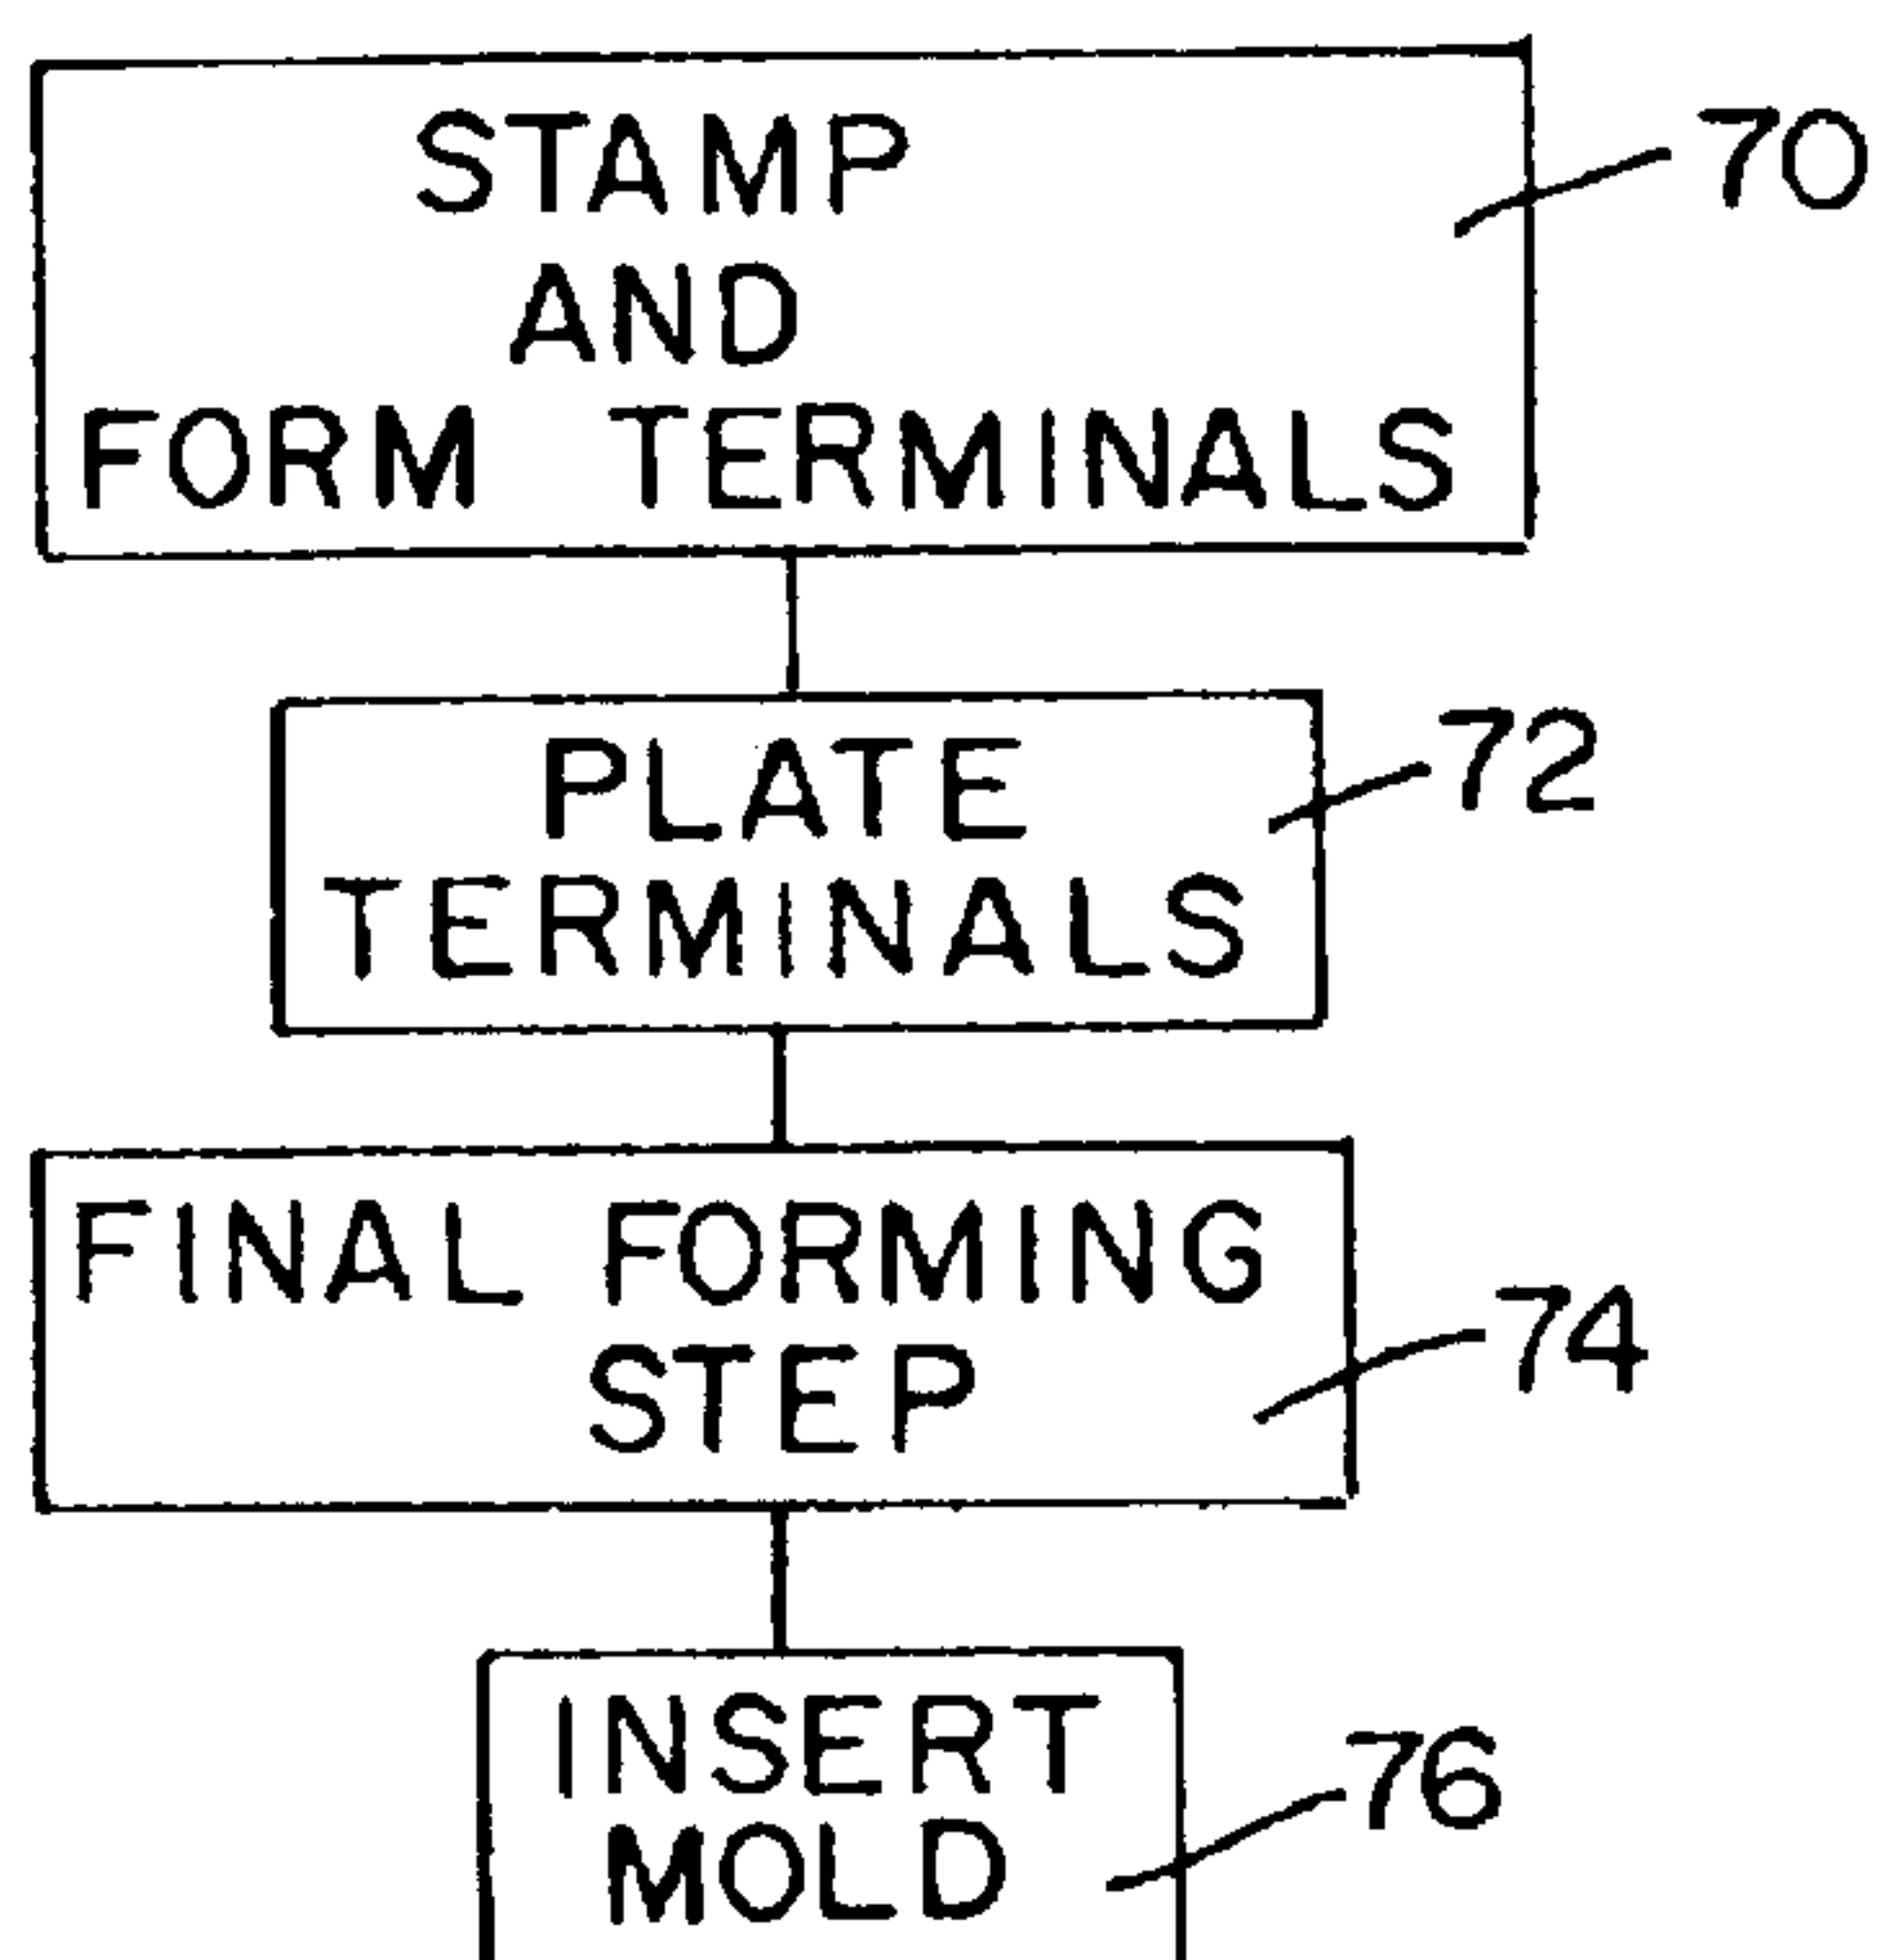 STAMP
AND
FORM TERMINALS
70
PLATE
TERMINALS
72
FINAL FORMING
STEP
74
INSERT
MOLD
76